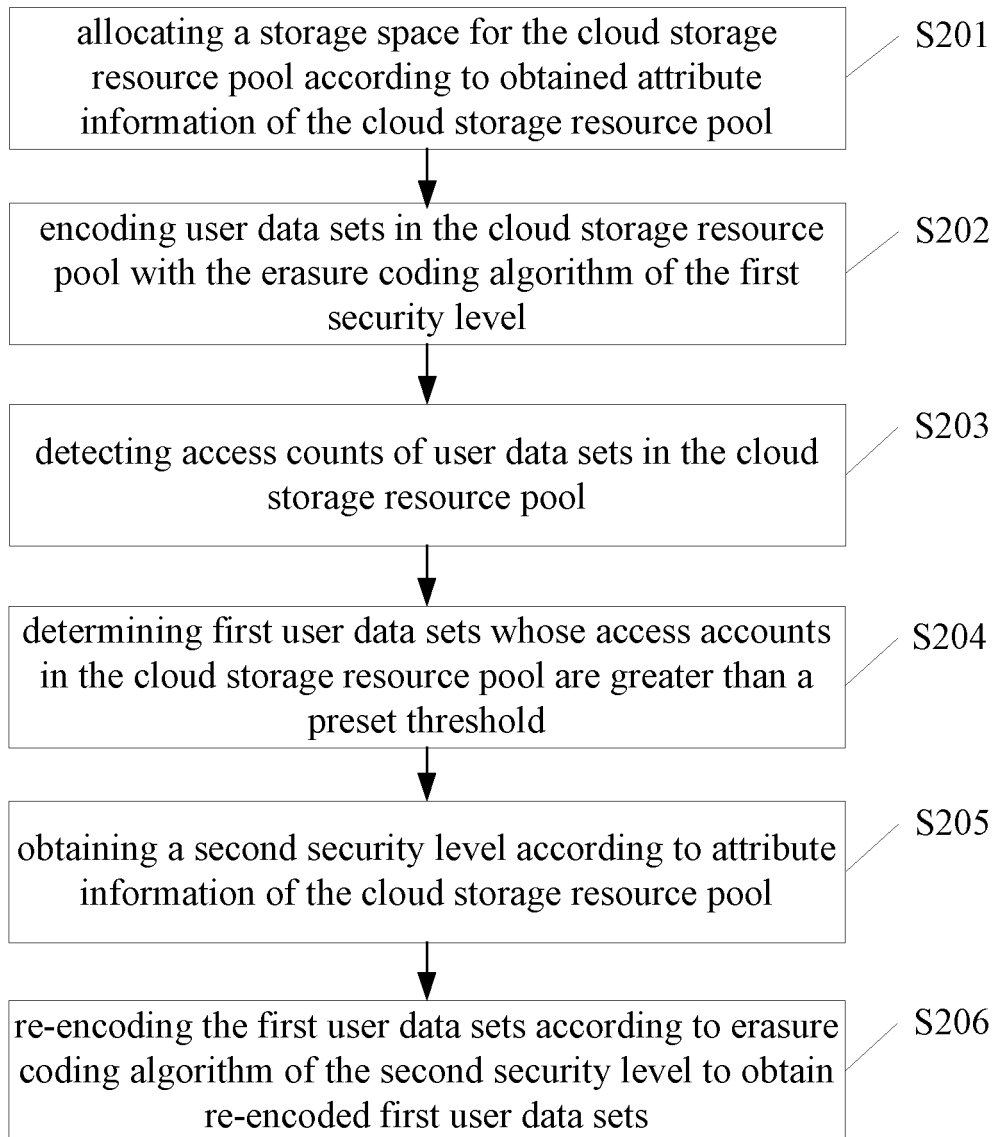 allocating a storage space for the cloud storage
resource pool according to obtained attribute
information of the cloud storage resource pool
S201
encoding user data sets in the cloud storage resource
pool with the erasure coding algorithm of the first
security level
S202
detecting access counts of user data sets in the cloud
storage resource pool
S203
determining first user data sets whose access accounts
in the cloud storage resource pool are greater than a
preset threshold
S204
obtaining a second security level according to attribute
information of the cloud storage resource pool
S205
re-encoding the first user data sets according to erasure
coding algorithm of the second security level to obtain
re-encoded first user data sets
S206